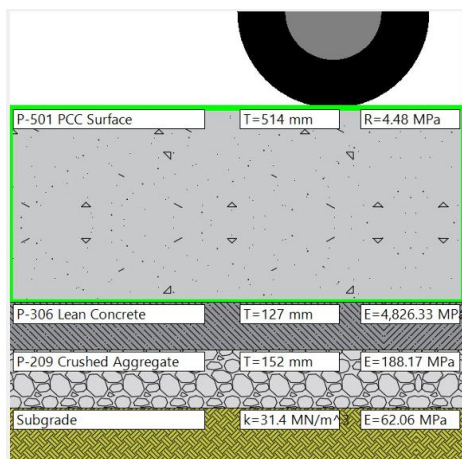 P-501 PCC Surface T=514 mm R=4.48 MPa
P-306 Lean Concrete T=127 mm E=4,826.33 MP
P-209 Crushed Aggregate T=152 mm E=188.17 MPa
Subgrade k=31.4 MN/m^3 E=62.06 MPa